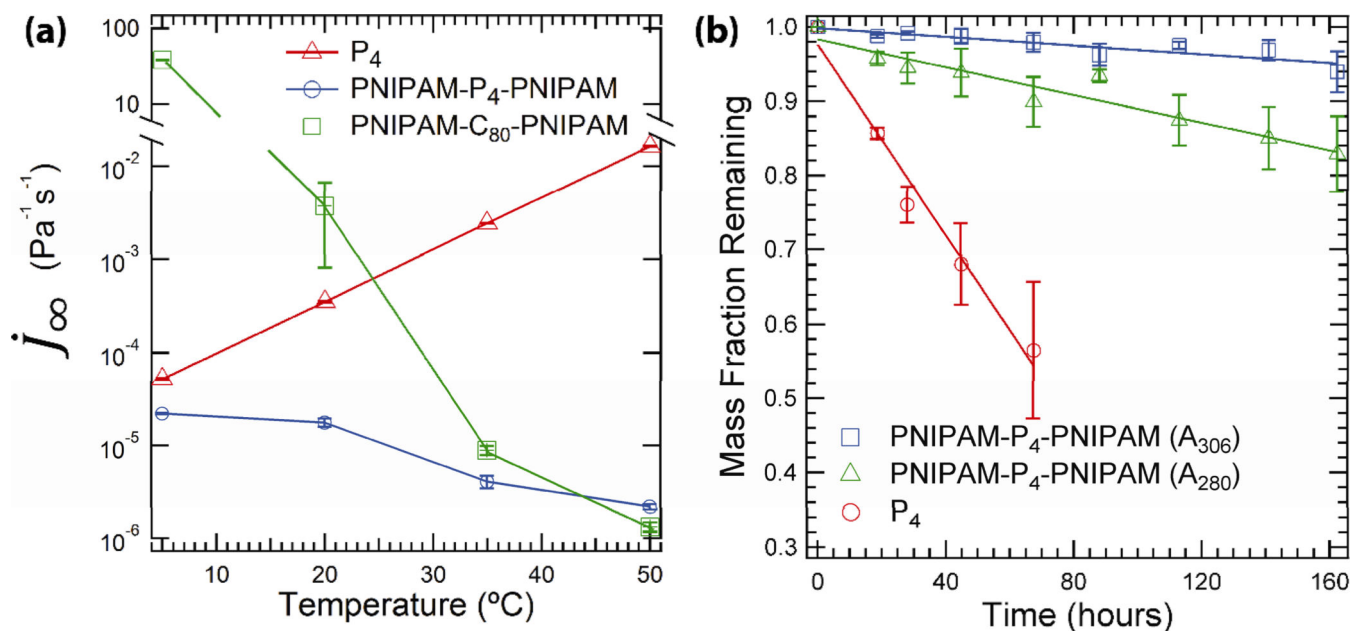 (a)
100
10
10⁻²
10⁻³
10⁻⁴
10⁻⁵
10⁻⁶
j̇∞ (Pa⁻¹s⁻¹)
P₄
PNIPAM-P₄-PNIPAM
PNIPAM-C₈₀-PNIPAM
10 20 30 40 50
Temperature (ºC)
(b)
1.0
0.9
0.8
0.7
0.6
0.5
0.4
0.3
Mass Fraction Remaining
PNIPAM-P₄-PNIPAM (A₃₀₆)
PNIPAM-P₄-PNIPAM (A₂₈₀)
P₄
0 40 80 120 160
Time (hours)